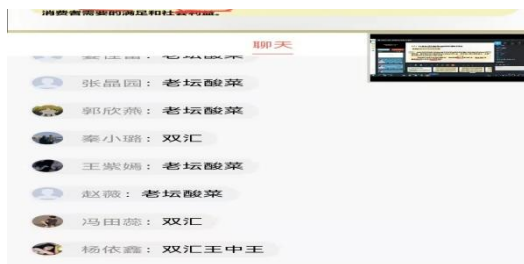 消费者需要的满足和社会利益。
聊天
张晶园：老坛酸菜
郭欣燕：老坛酸菜
秦小璐：双汇
王紫嫣：老坛酸菜
赵薇：老坛酸菜
冯田蕊：双汇
杨依鑫：双汇王中王